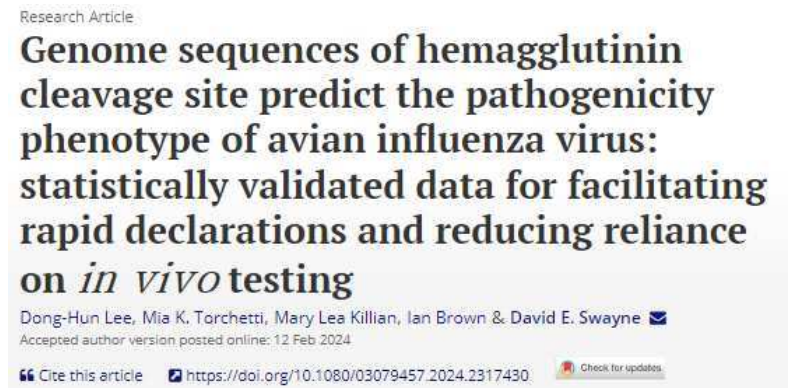 Research Article
Genome sequences of hemagglutinin
cleavage site predict the pathogenicity
phenotype of avian influenza virus:
statistically validated data for facilitating
rapid declarations and reducing reliance
on in vivo testing
Dong-Hun Lee, Mia K. Torchetti, Mary Lea Killian, Ian Brown & David E. Swayne
Accepted author version posted online: 12 Feb 2024
Cite this article https://doi.org/10.1080/03079457.2024.2317430 Check for updates